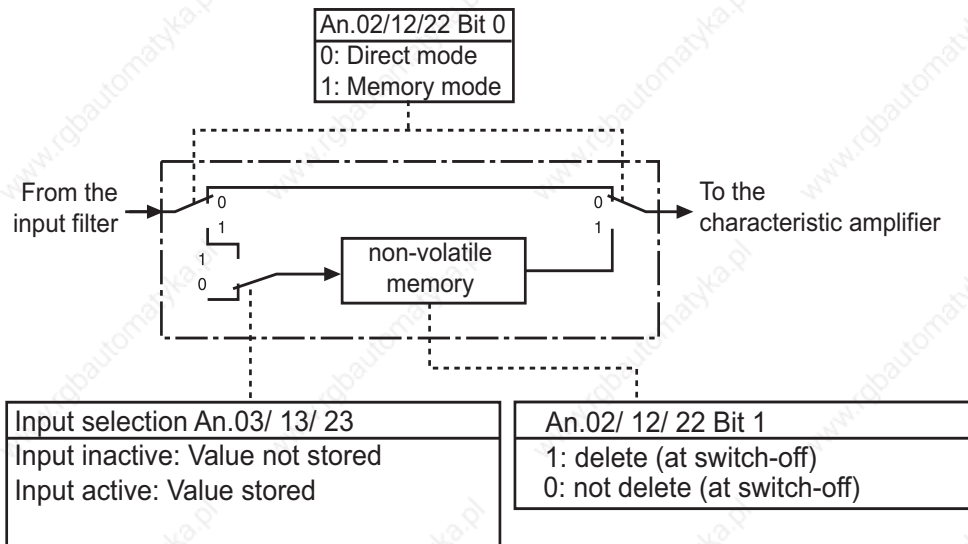 An.02/12/22 Bit 0
0: Direct mode
1: Memory mode
From the
input filter
0
1
1
0
non-volatile
memory
0
1
To the
characteristic amplifier
Input selection An.03/ 13/ 23
Input inactive: Value not stored
Input active: Value stored
An.02/ 12/ 22 Bit 1
1: delete (at switch-off)
0: not delete (at switch-off)
www.rgbautomatyka.pl